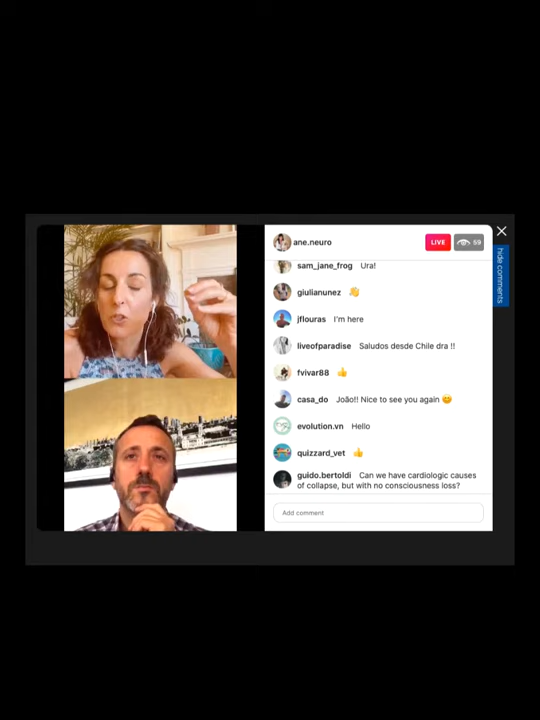 ane.neuro
LIVE
59
hide comments
sam_jane_frog Ura!
giulianunez 👋
jflouras I'm here
liveofparadise Saludos desde Chile dra !!
fvivar88 👍
casa_do João!! Nice to see you again 😊
evolution.vn Hello
quizzard_vet 👍
guido.bertoldi Can we have cardiologic causes
of collapse, but with no consciousness loss?
Add comment